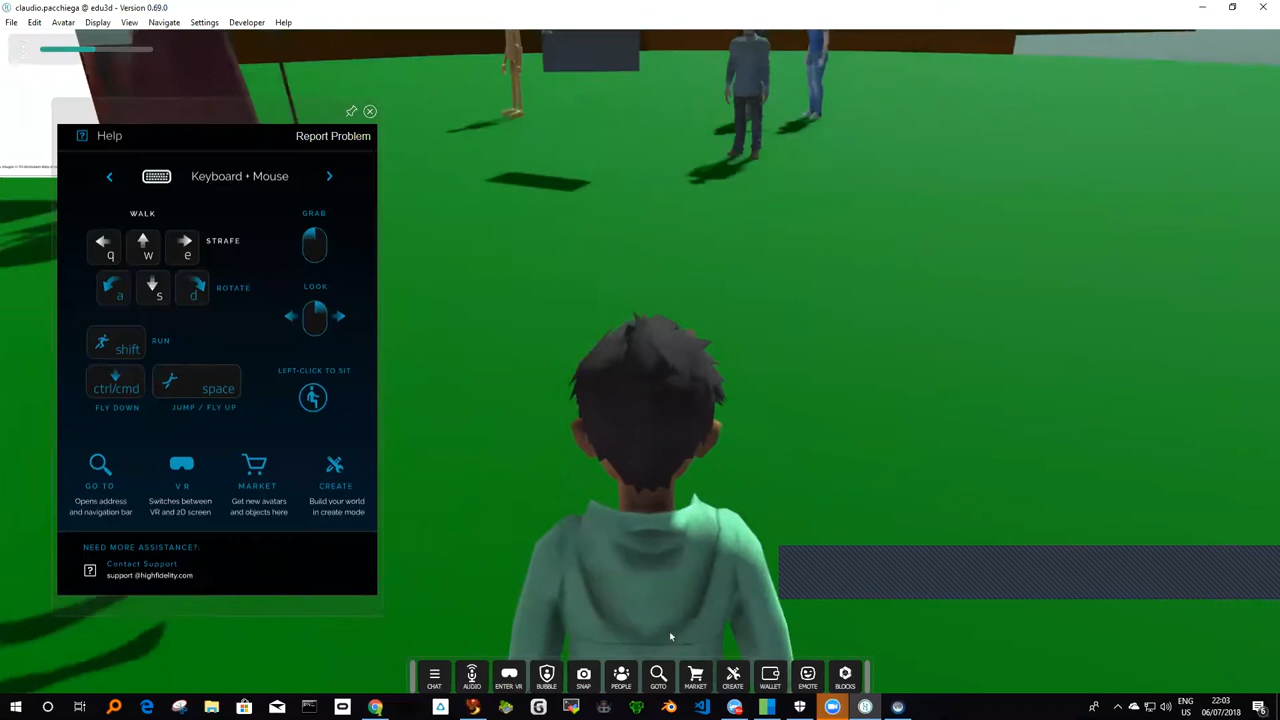 claudio.pacchiega @ edu3d - Version 0.69.0
File Edit Avatar Display View Navigate Settings Developer Help
? Help Report Problem
Keyboard + Mouse
WALK
GRAB
q w e STRAFE
LOOK
a s d ROTATE
shift RUN
LEFT-CLICK TO SIT
ctrl/cmd space
FLY DOWN JUMP / FLY UP
GO TO VR MARKET CREATE
Opens address Switches between Get new avatars Build your world
and navigation bar VR and 2D screen and objects here in create mode
NEED MORE ASSISTANCE?:
Contact Support
? support @highfidelity.com
CHAT AUDIO ENTER VR BUBBLE SNAP PEOPLE GOTO MARKET CREATE WALLET EMOTE BLOCKS
ENG 22:03
US 06/07/2018